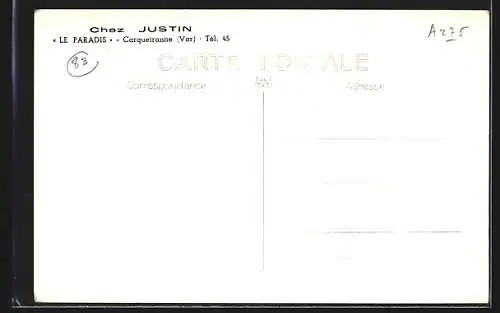 Chez JUSTIN
« LE PARADIS » - Carqueiranne (Var) - Tél. 45
A275
83
CARTE POSTALE
Correspondance
Adresse